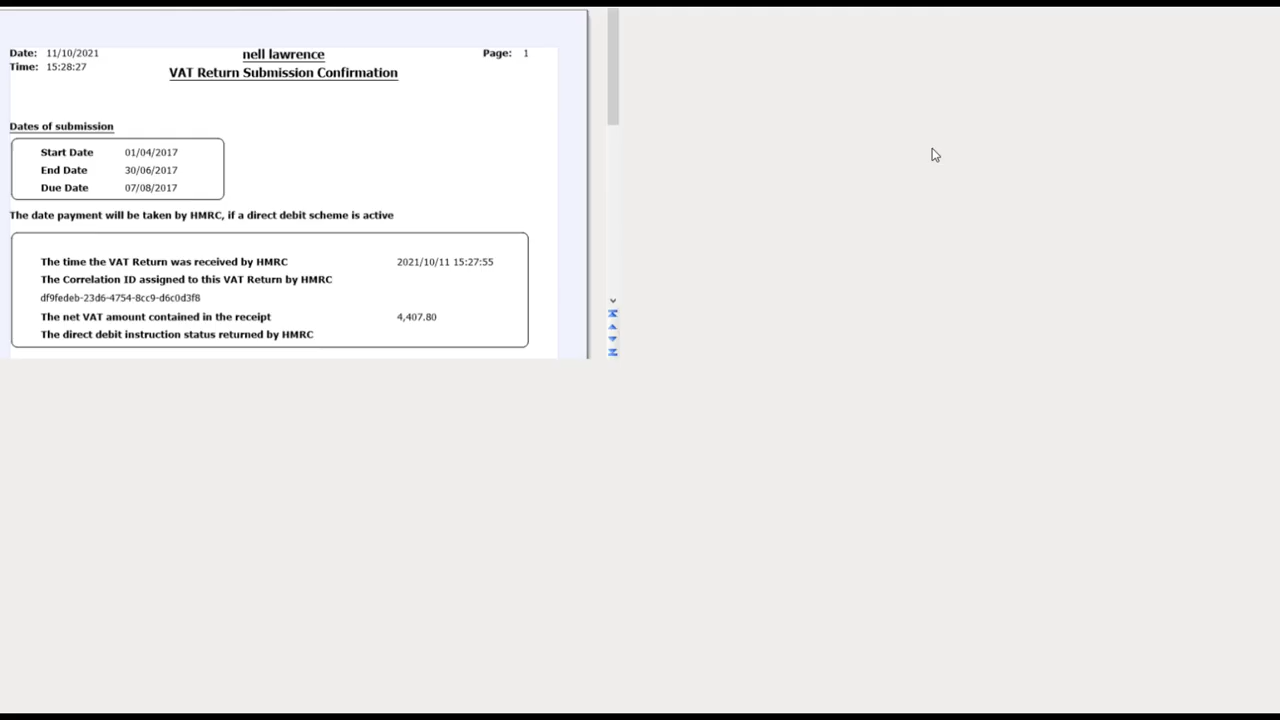 Date: 11/10/2021 nell lawrence Page: 1
Time: 15:28:27 VAT Return Submission Confirmation
Dates of submission
Start Date 01/04/2017
End Date 30/06/2017
Due Date 07/08/2017
The date payment will be taken by HMRC, if a direct debit scheme is active
The time the VAT Return was received by HMRC 2021/10/11 15:27:55
The Correlation ID assigned to this VAT Return by HMRC
df9fedeb-23d6-4754-8cc9-d6c0d3f8
The net VAT amount contained in the receipt 4,407.80
The direct debit instruction status returned by HMRC